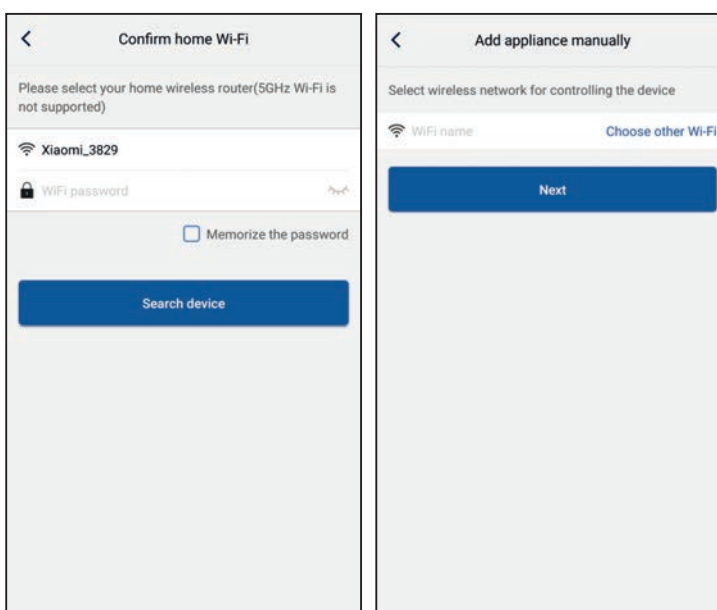 Confirm home Wi-Fi
Please select your home wireless router(5GHz Wi-Fi is
not supported)
Xiaomi_3829
WiFi password
Memorize the password
Search device
Add appliance manually
Select wireless network for controlling the device
WiFi name Choose other Wi-Fi
Next